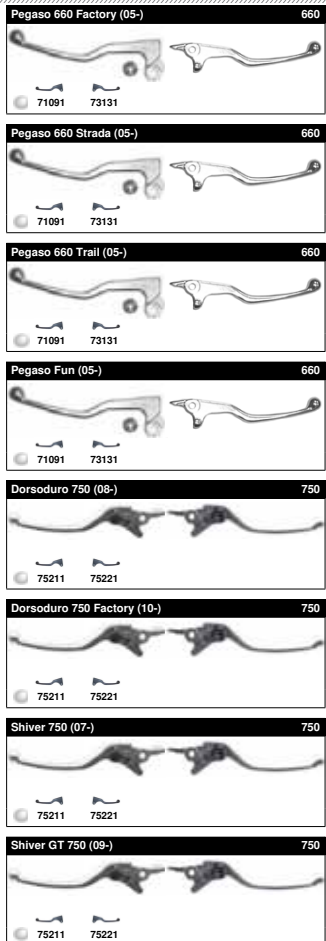 Pegaso 660 Factory (05-) 660
71091 73131
Pegaso 660 Strada (05-) 660
71091 73131
Pegaso 660 Trail (05-) 660
71091 73131
Pegaso Fun (05-) 660
71091 73131
Dorsoduro 750 (08-) 750
75211 75221
Dorsoduro 750 Factory (10-) 750
75211 75221
Shiver 750 (07-) 750
75211 75221
Shiver GT 750 (09-) 750
75211 75221